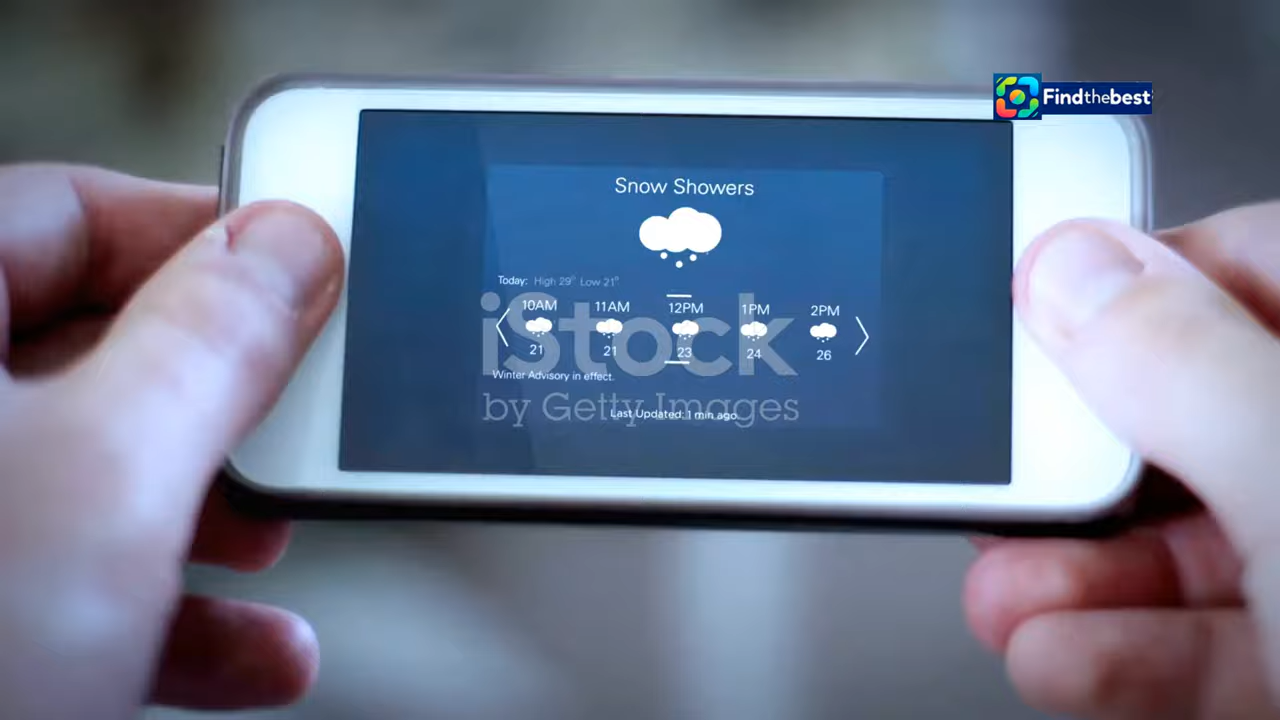 Findthebest
Snow Showers
Today: High 29° Low 21°
10AM 11AM 12PM 1PM 2PM
21 21 23 24 26
Winter Advisory in effect.
Last Updated: 1 min ago.
iStock
by Getty Images